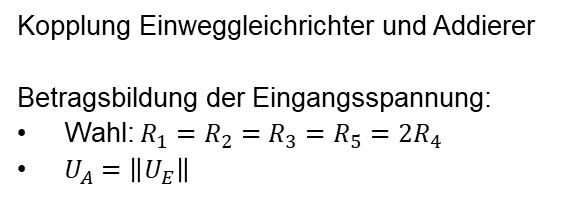 Kopplung Einweggleichrichter und Addierer
Betragsbildung der Eingangsspannung:
• Wahl: R₁ = R₂ = R₃ = R₅ = 2R₄
• U_A = ‖U_E‖